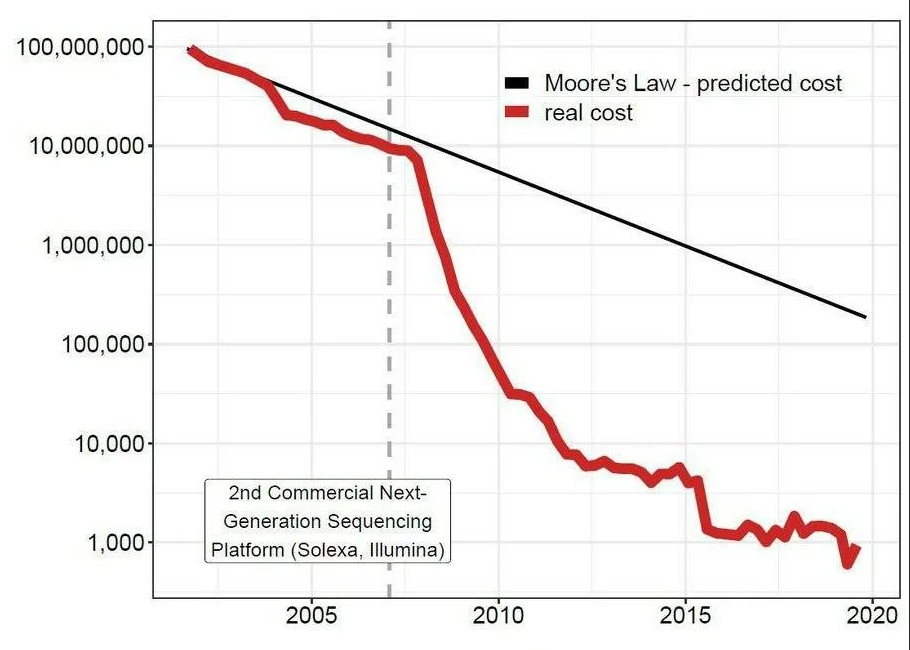 100,000,000
10,000,000
1,000,000
100,000
10,000
1,000
Moore's Law - predicted cost
real cost
2nd Commercial Next-
Generation Sequencing
Platform (Solexa, Illumina)
2005 2010 2015 2020